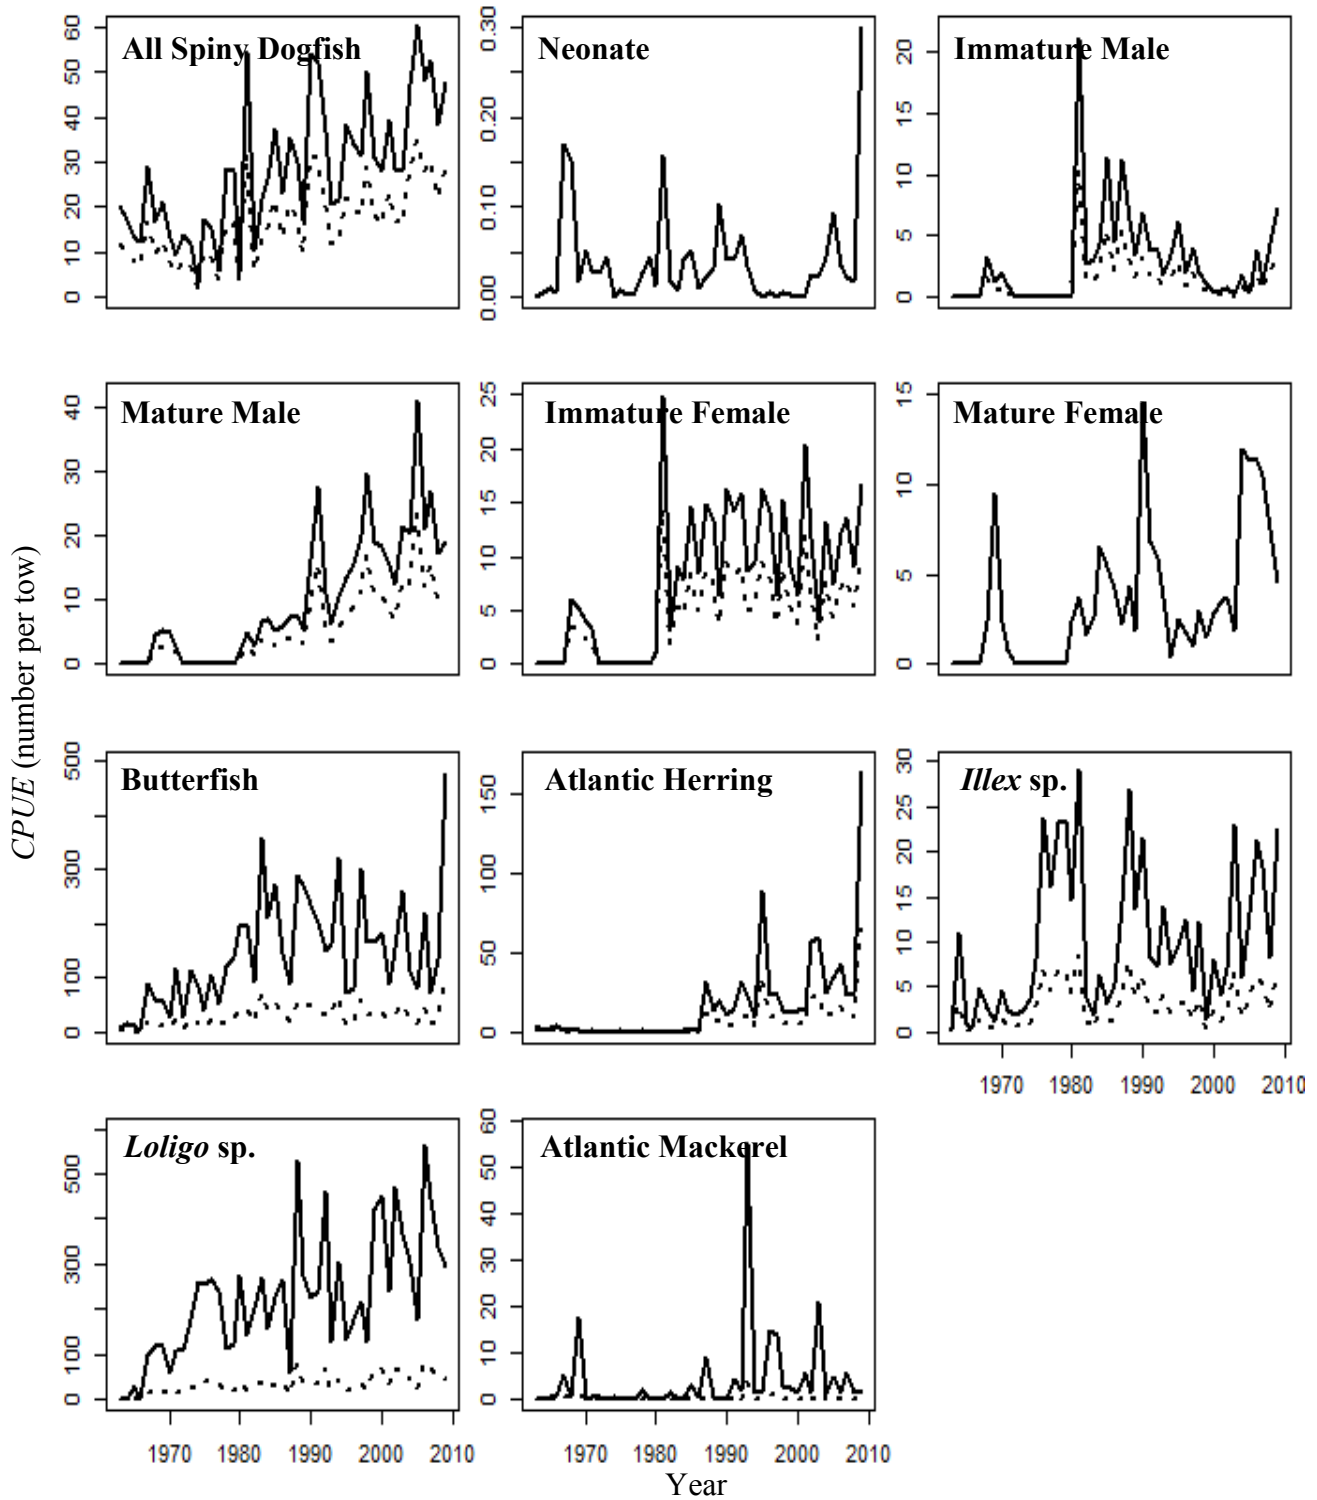 All Spiny Dogfish
0 10 20 30 40 50 60
Neonate
0.00 0.10 0.20 0.30
Immature Male
0 5 10 15 20
Mature Male
0 10 20 30 40
Immature Female
0 5 10 15 20 25
Mature Female
0 5 10 15
CPUE (number per tow)
Butterfish
0 100 300 500
Atlantic Herring
0 50 100 150
Illex sp.
0 5 10 15 20 25 30
1970 1980 1990 2000 2010
Loligo sp.
0 100 300 500
1970 1980 1990 2000 2010
Atlantic Mackerel
0 10 20 30 40 50 60
1970 1980 1990 2000 2010
Year